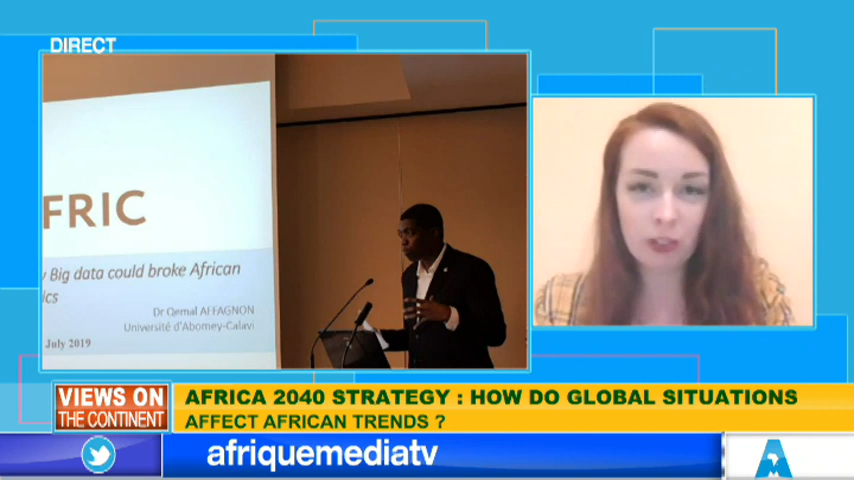 DIRECT
FRIC
Big data could broke African
ics
Dr Qemal AFFAGNON
Université d'Abomey-Calavi
July 2019
VIEWS ON
THE CONTINENT
AFRICA 2040 STRATEGY : HOW DO GLOBAL SITUATIONS
AFFECT AFRICAN TRENDS ?
afriquemediatv